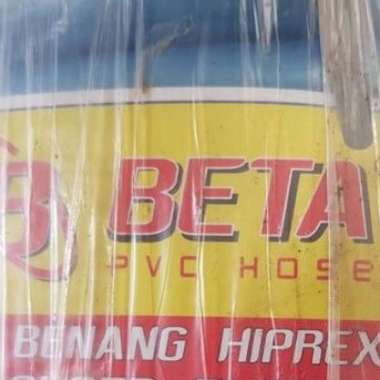 BETA
PVC HOSE
BENANG HIPREX